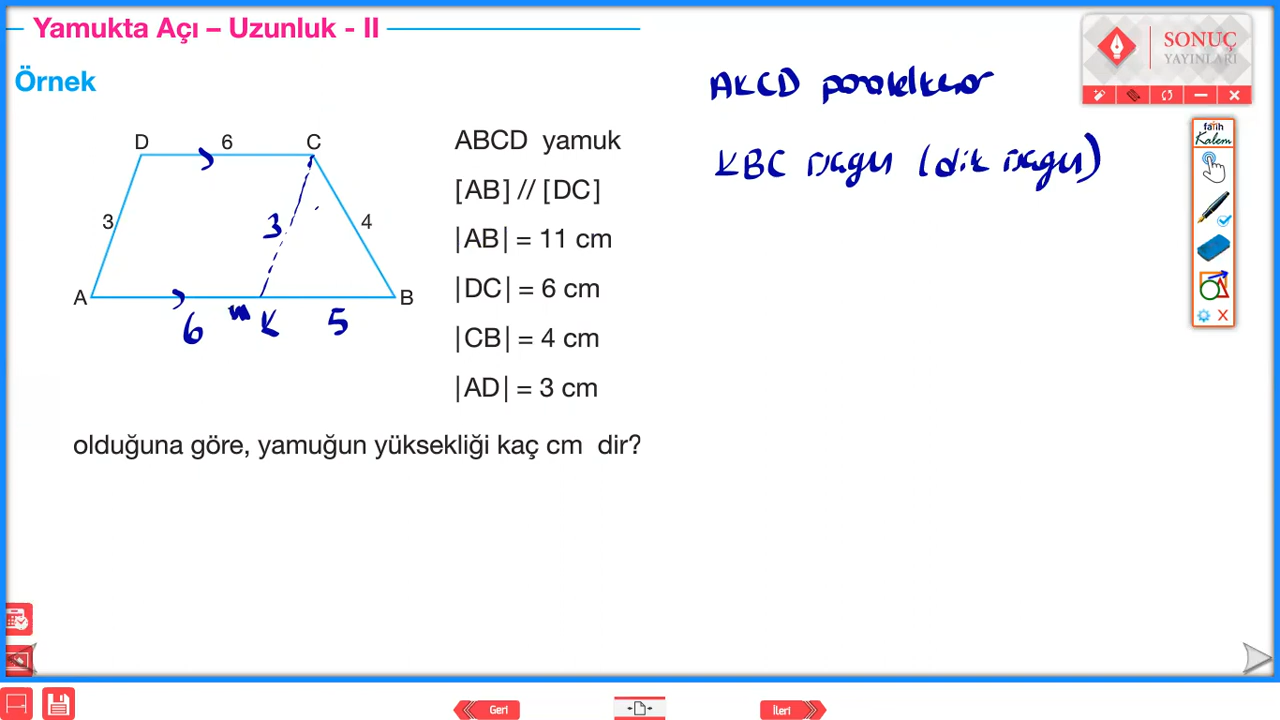 Yamukta Açı – Uzunluk - II
SONUÇ
YAYINLARI
Örnek
AKCD paralelkenar
fatih
Kalem
D 6 C
ABCD yamuk
KBC üçgen (dik üçgen)
[AB] // [DC]
3 3 4
|AB| = 11 cm
|DC| = 6 cm
A K B
6 5
|CB| = 4 cm
|AD| = 3 cm
olduğuna göre, yamuğun yüksekliği kaç cm dir?
Geri
İleri